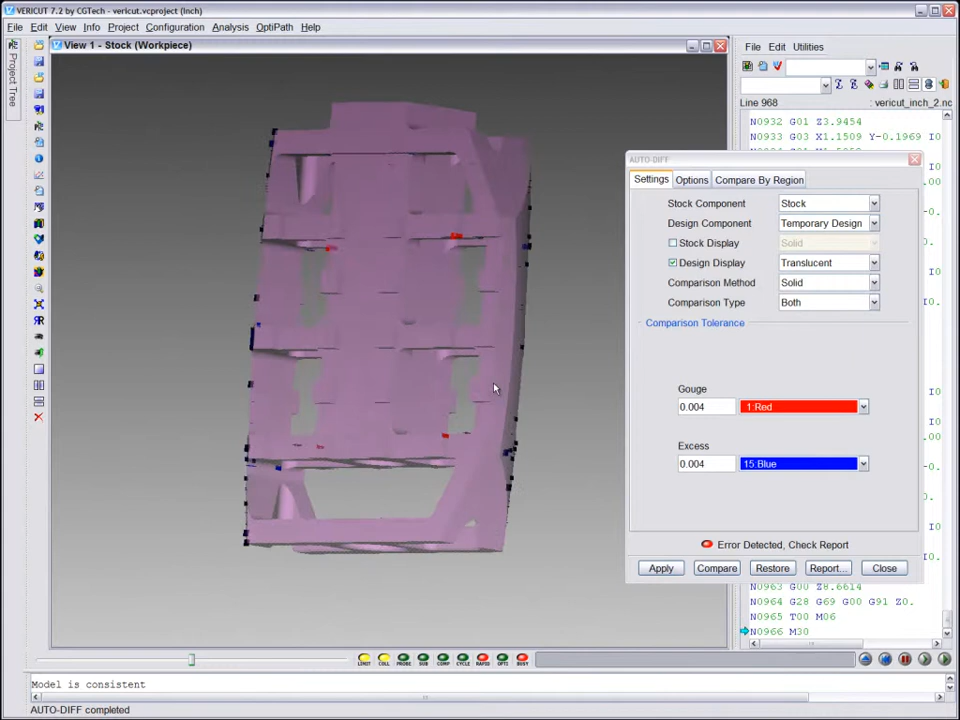 VERICUT 7.2 by CGTech - vericut.vcproject (Inch)
File Edit View Info Project Configuration Analysis OptiPath Help
Project Tree
View 1 - Stock (Workpiece)
File Edit Utilities
Line 968 : vericut_inch_2.nc
N0932 G01 Z3.9454
N0933 G03 X1.1509 Y-0.1969 I0
AUTO-DIFF
Settings Options Compare By Region
Stock Component Stock
Design Component Temporary Design
Stock Display Solid
Design Display Translucent
Comparison Method Solid
Comparison Type Both
Comparison Tolerance
Gouge
0.004 1:Red
Excess
0.004 15:Blue
Error Detected, Check Report
Apply Compare Restore Report... Close
N0963 G00 Z8.6614
N0964 G28 G69 G00 G91 Z0.
N0965 T00 M06
N0966 M30
LIMIT COLL PROBE SUB COMP CYCLE RAPID OPTI BUSY
Model is consistent
AUTO-DIFF completed